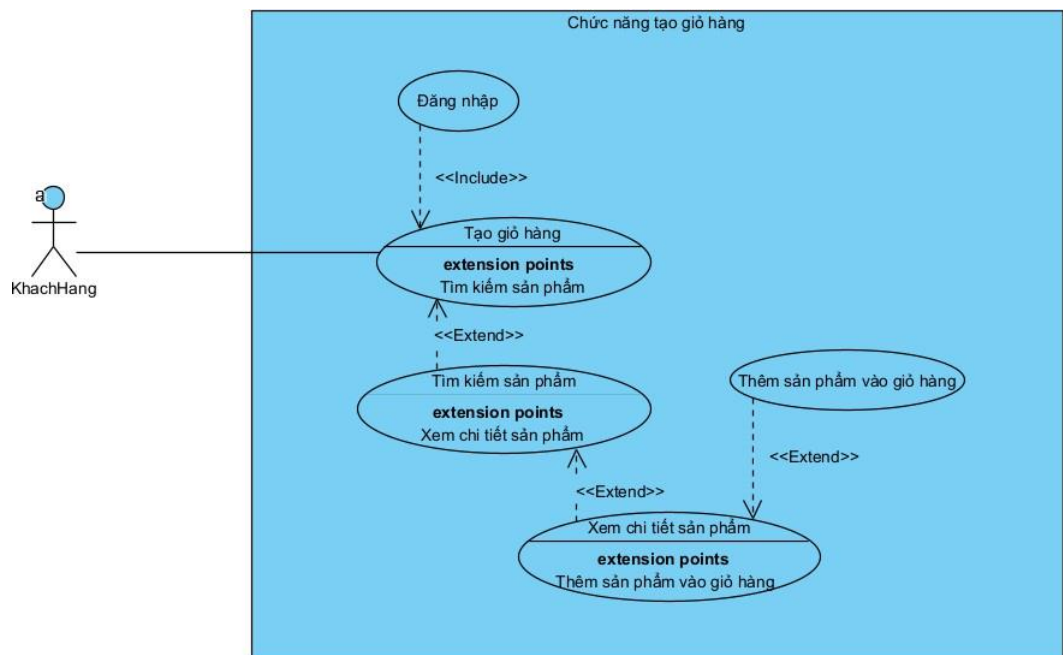 Chức năng tạo giỏ hàng
Đăng nhập
<<Include>>
a
KhachHang
Tạo giỏ hàng
extension points
Tìm kiếm sản phẩm
<<Extend>>
Tìm kiếm sản phẩm
extension points
Xem chi tiết sản phẩm
Thêm sản phẩm vào giỏ hàng
<<Extend>>
<<Extend>>
Xem chi tiết sản phẩm
extension points
Thêm sản phẩm vào giỏ hàng